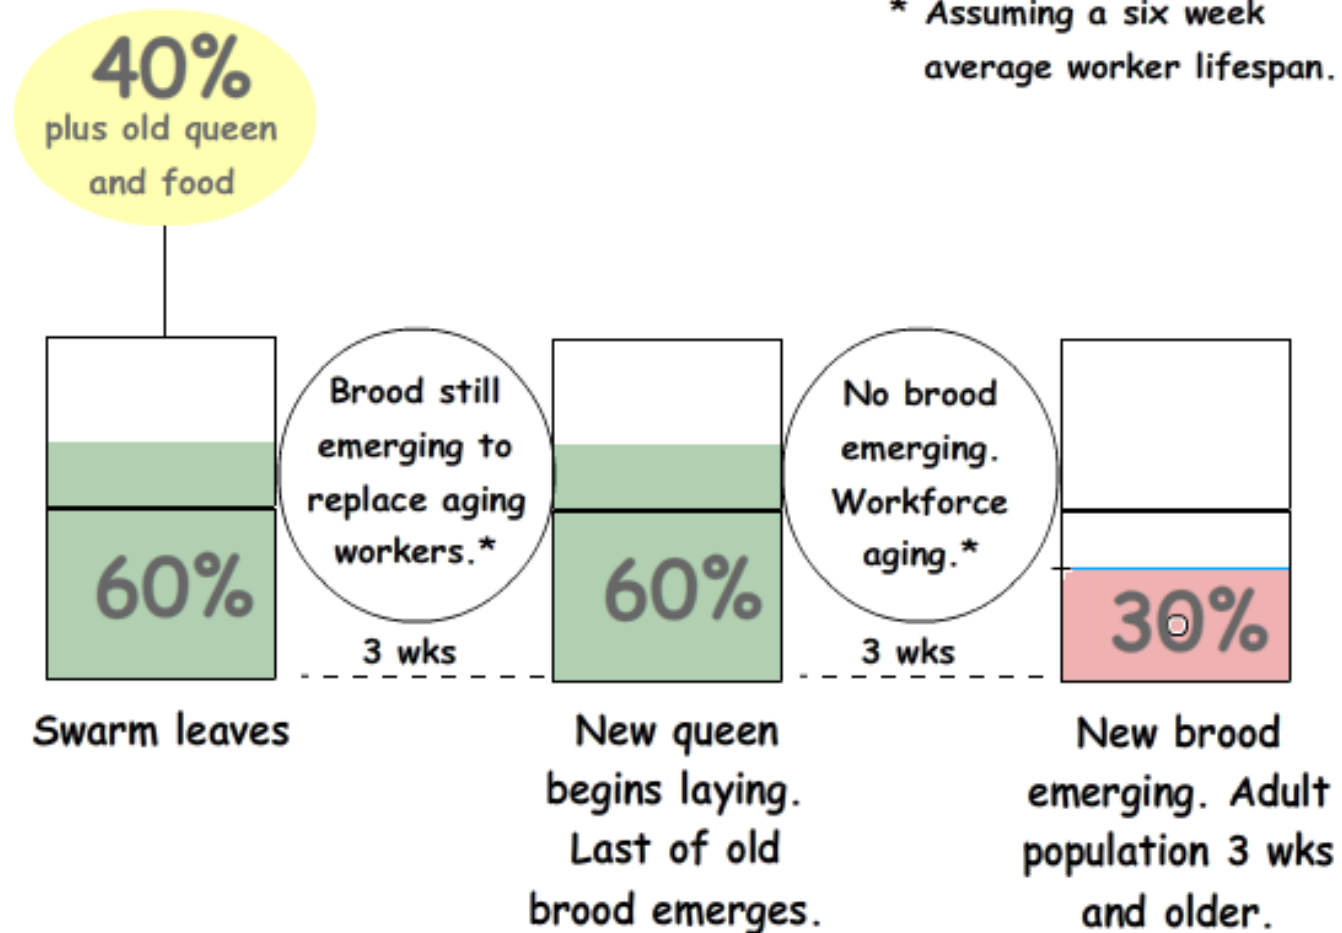 40%
plus old queen
and food
* Assuming a six week
average worker lifespan.
Brood still
emerging to
replace aging
workers.*
No brood
emerging.
Workforce
aging.*
60%
60%
30%
3 wks
3 wks
Swarm leaves
New queen
begins laying.
Last of old
brood emerges.
New brood
emerging. Adult
population 3 wks
and older.